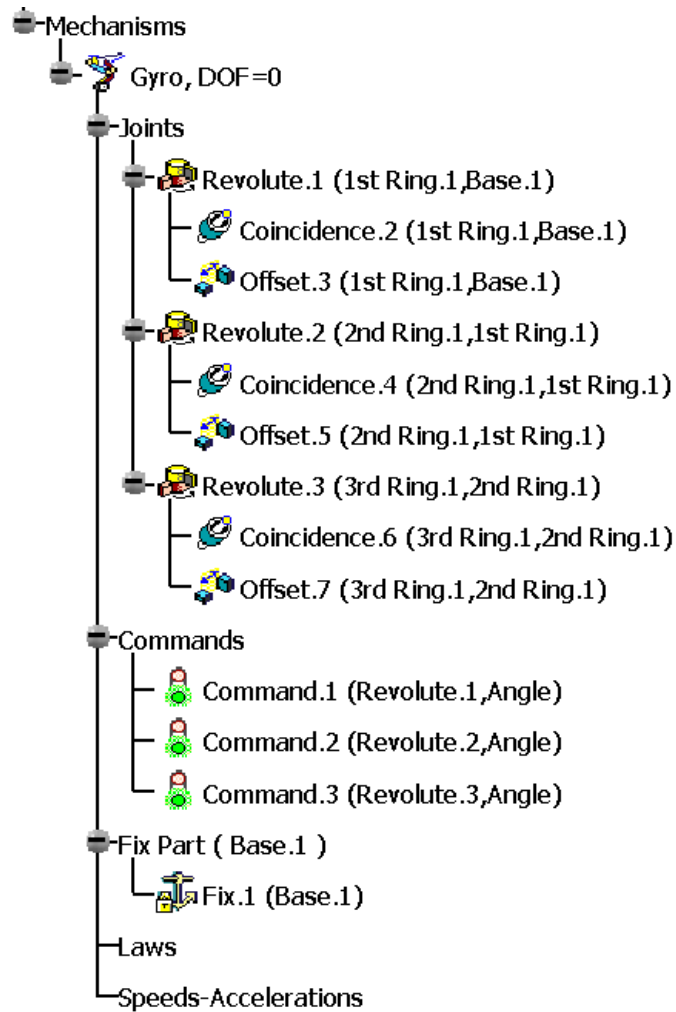 Mechanisms
Gyro, DOF=0
Joints
Revolute.1 (1st Ring.1,Base.1)
Coincidence.2 (1st Ring.1,Base.1)
Offset.3 (1st Ring.1,Base.1)
Revolute.2 (2nd Ring.1,1st Ring.1)
Coincidence.4 (2nd Ring.1,1st Ring.1)
Offset.5 (2nd Ring.1,1st Ring.1)
Revolute.3 (3rd Ring.1,2nd Ring.1)
Coincidence.6 (3rd Ring.1,2nd Ring.1)
Offset.7 (3rd Ring.1,2nd Ring.1)
Commands
Command.1 (Revolute.1,Angle)
Command.2 (Revolute.2,Angle)
Command.3 (Revolute.3,Angle)
Fix Part ( Base.1 )
Fix.1 (Base.1)
Laws
Speeds-Accelerations